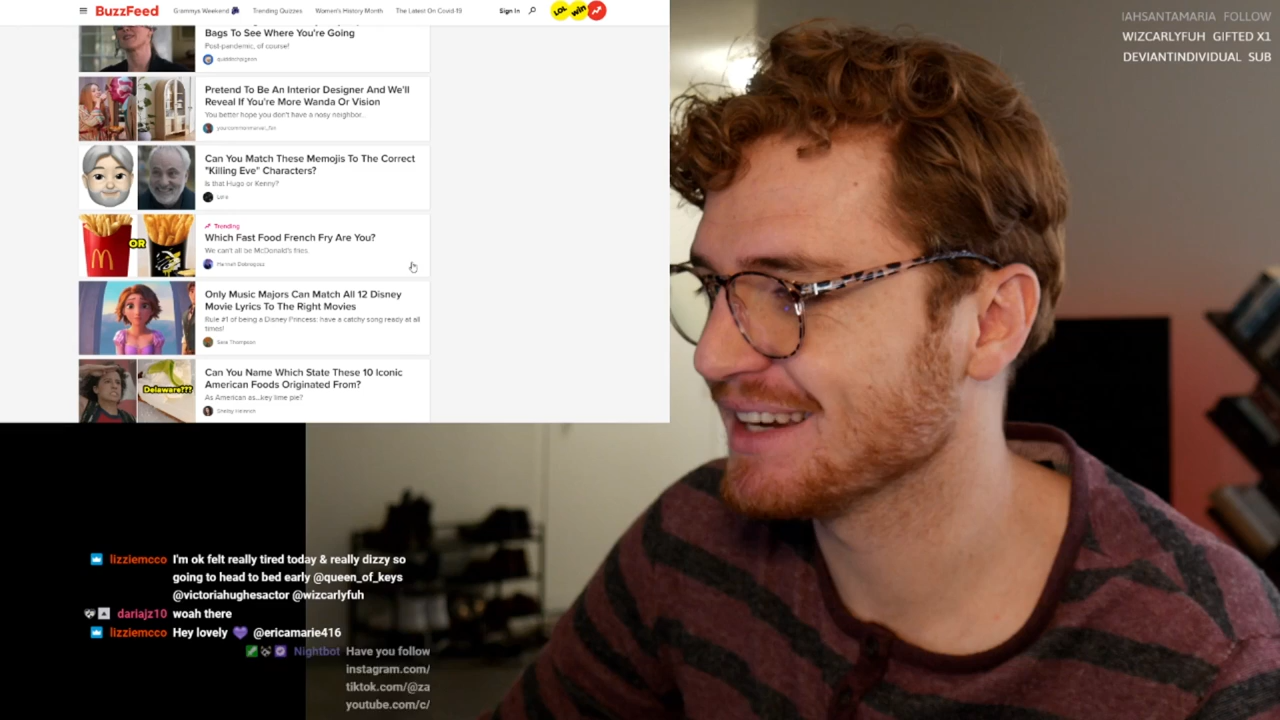 BuzzFeed
Grammys Weekend
Trending Quizzes
Women's History Month
The Latest On Covid-19
Sign In
LOL
win
Bags To See Where You're Going
Post-pandemic, of course!
Pretend To Be An Interior Designer And We'll
Reveal If You're More Wanda Or Vision
You better hope you don't have a nosy neighbor.
Can You Match These Memojis To The Correct
"Killing Eve" Characters?
Is that Hugo or Kenny?
Trending
Which Fast Food French Fry Are You?
We can't all be McDonald's fries.
OR
Only Music Majors Can Match All 12 Disney
Movie Lyrics To The Right Movies
Rule #1 of being a Disney Princess: have a catchy song ready at all
times!
Sara Thompson
Can You Name Which State These 10 Iconic
American Foods Originated From?
As American as...key lime pie?
Shelby Heinrich
Delaware???
IAHSANTAMARIA FOLLOW
WIZCARLYFUH GIFTED X1
DEVIANTINDIVIDUAL SUB
lizziemcco I'm ok felt really tired today & really dizzy so
going to head to bed early @queen_of_keys
@victoriahughesactor @wizcarlyfuh
dariajz10 woah there
lizziemcco Hey lovely @ericamarie416
Nightbot Have you follow
instagram.com/
tiktok.com/@za
youtube.com/c/